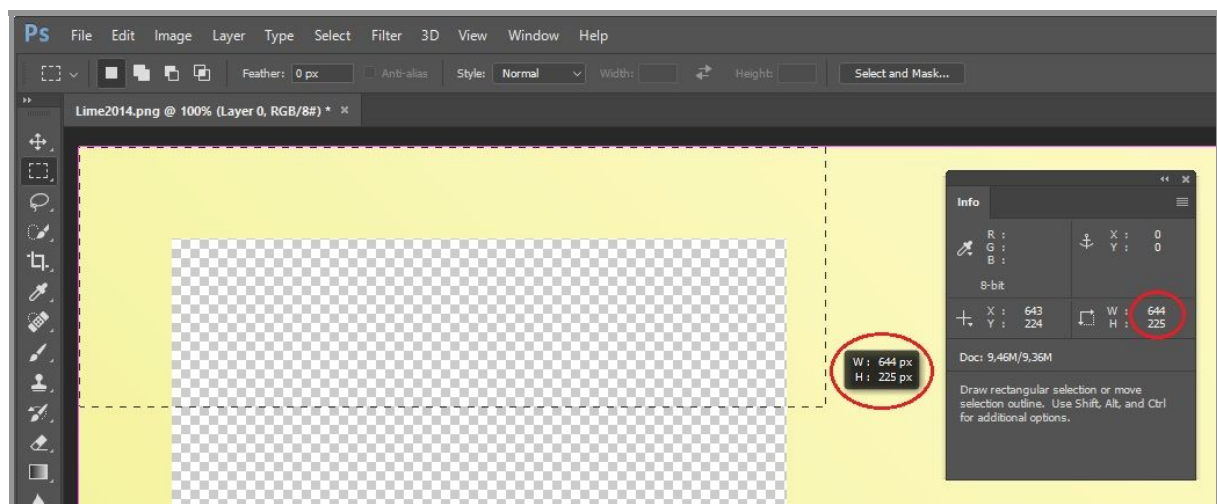 Ps File Edit Image Layer Type Select Filter 3D View Window Help
Feather: 0 px Anti-alias Style: Normal Width: Height: Select and Mask...
Lime2014.png @ 100% (Layer 0, RGB/8#) * ×
Info
R :
G :
B :
8-bit
X : 0
Y : 0
X : 643
Y : 224
W : 644
H : 225
W : 644 px
H : 225 px
Doc: 9,46M/9,36M
Draw rectangular selection or move
selection outline. Use Shift, Alt, and Ctrl
for additional options.